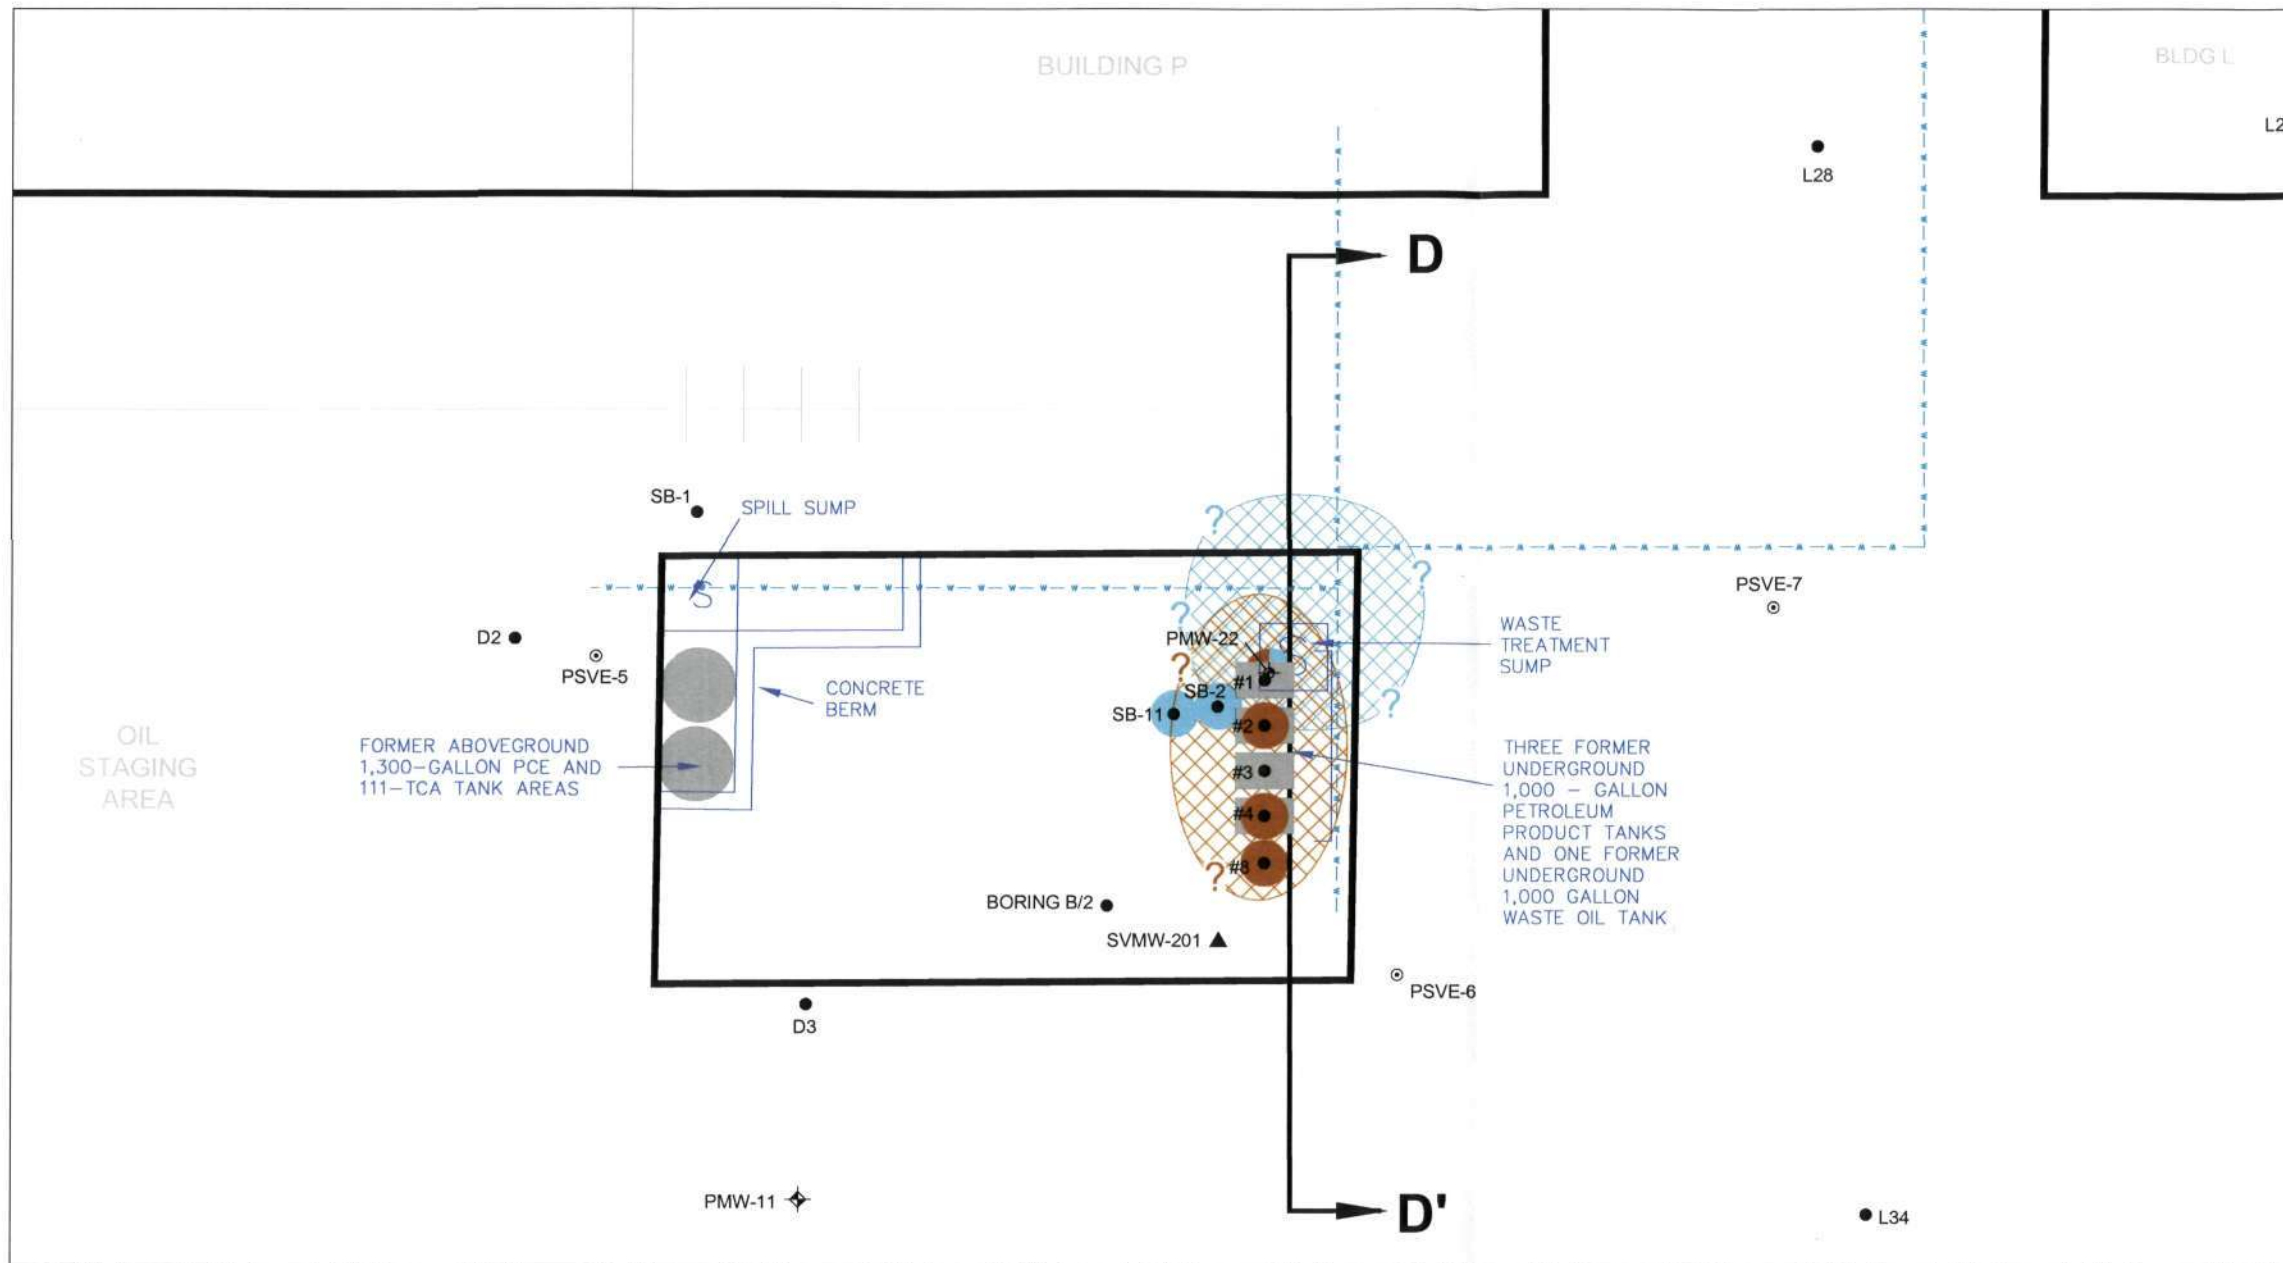 BUILDING P
BLDG L
L2
L28
D
SB-1
SPILL SUMP
S
D2
PSVE-5
CONCRETE
BERM
FORMER ABOVEGROUND
1,300-GALLON PCE AND
111-TCA TANK AREAS
OIL
STAGING
AREA
?
?
?
?
?
?
PMW-22
S
#1
SB-2
SB-11
#2
#3
#4
#8
WASTE
TREATMENT
SUMP
PSVE-7
THREE FORMER
UNDERGROUND
1,000 - GALLON
PETROLEUM
PRODUCT TANKS
AND ONE FORMER
UNDERGROUND
1,000 GALLON
WASTE OIL TANK
BORING B/2
SVMW-201
PSVE-6
D3
PMW-11
D'
L34